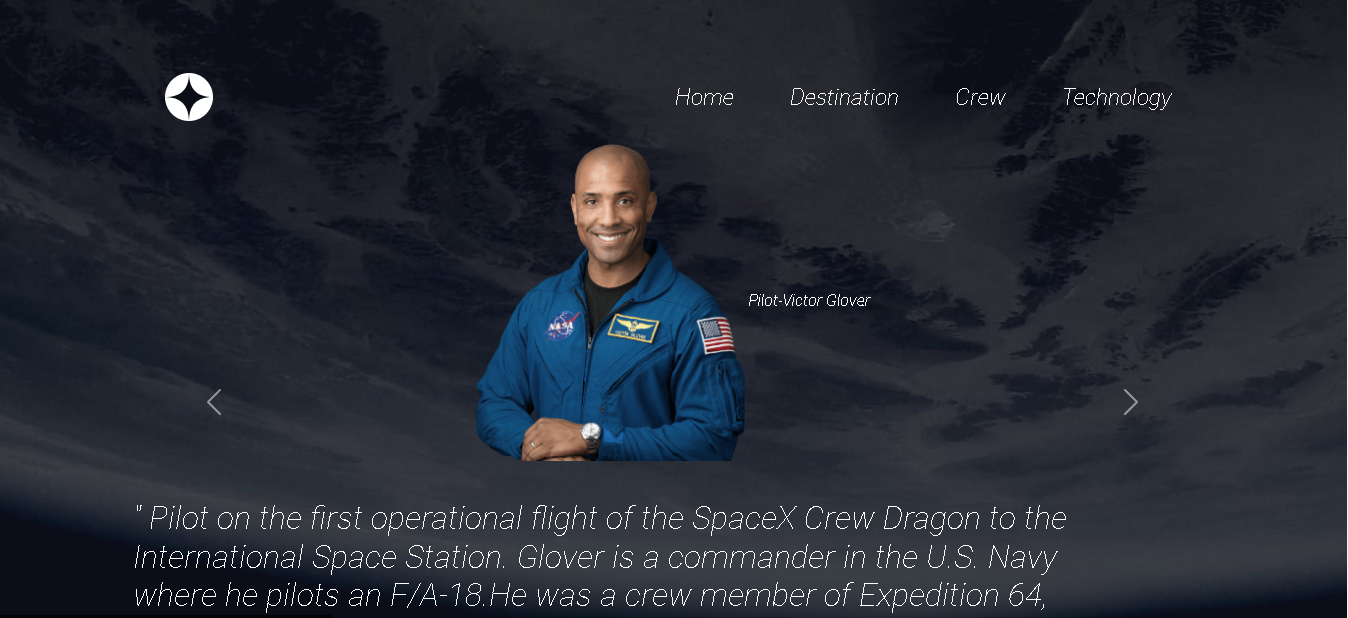 Home Destination Crew Technology
Pilot-Victor Glover
NASA
" Pilot on the first operational flight of the SpaceX Crew Dragon to the
International Space Station. Glover is a commander in the U.S. Navy
where he pilots an F/A-18.He was a crew member of Expedition 64,